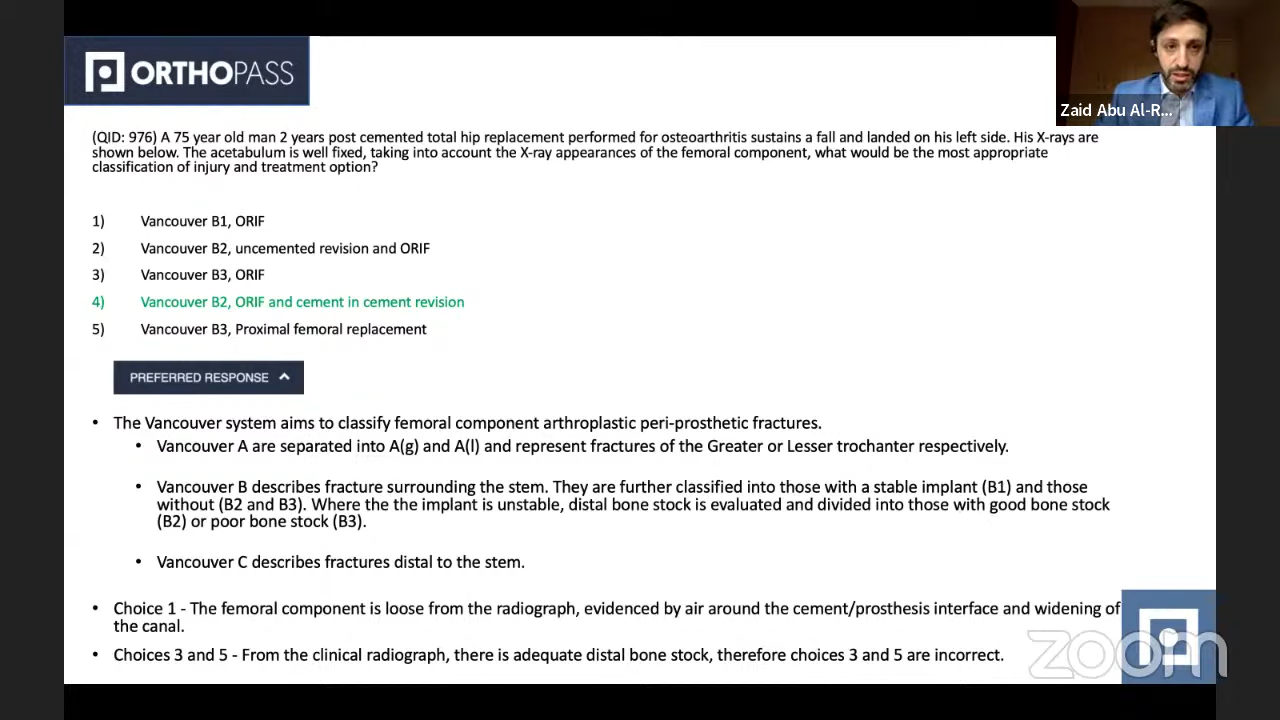 ORTHOPASS
Zaid Abu Al-R...
(QID: 976) A 75 year old man 2 years post cemented total hip replacement performed for osteoarthritis sustains a fall and landed on his left side. His X-rays are
shown below. The acetabulum is well fixed, taking into account the X-ray appearances of the femoral component, what would be the most appropriate
classification of injury and treatment option?
1) Vancouver B1, ORIF
2) Vancouver B2, uncemented revision and ORIF
3) Vancouver B3, ORIF
4) Vancouver B2, ORIF and cement in cement revision
5) Vancouver B3, Proximal femoral replacement
PREFERRED RESPONSE
• The Vancouver system aims to classify femoral component arthroplastic peri-prosthetic fractures.
• Vancouver A are separated into A(g) and A(l) and represent fractures of the Greater or Lesser trochanter respectively.
• Vancouver B describes fracture surrounding the stem. They are further classified into those with a stable implant (B1) and those
without (B2 and B3). Where the the implant is unstable, distal bone stock is evaluated and divided into those with good bone stock
(B2) or poor bone stock (B3).
• Vancouver C describes fractures distal to the stem.
• Choice 1 - The femoral component is loose from the radiograph, evidenced by air around the cement/prosthesis interface and widening of
the canal.
• Choices 3 and 5 - From the clinical radiograph, there is adequate distal bone stock, therefore choices 3 and 5 are incorrect.
zoom